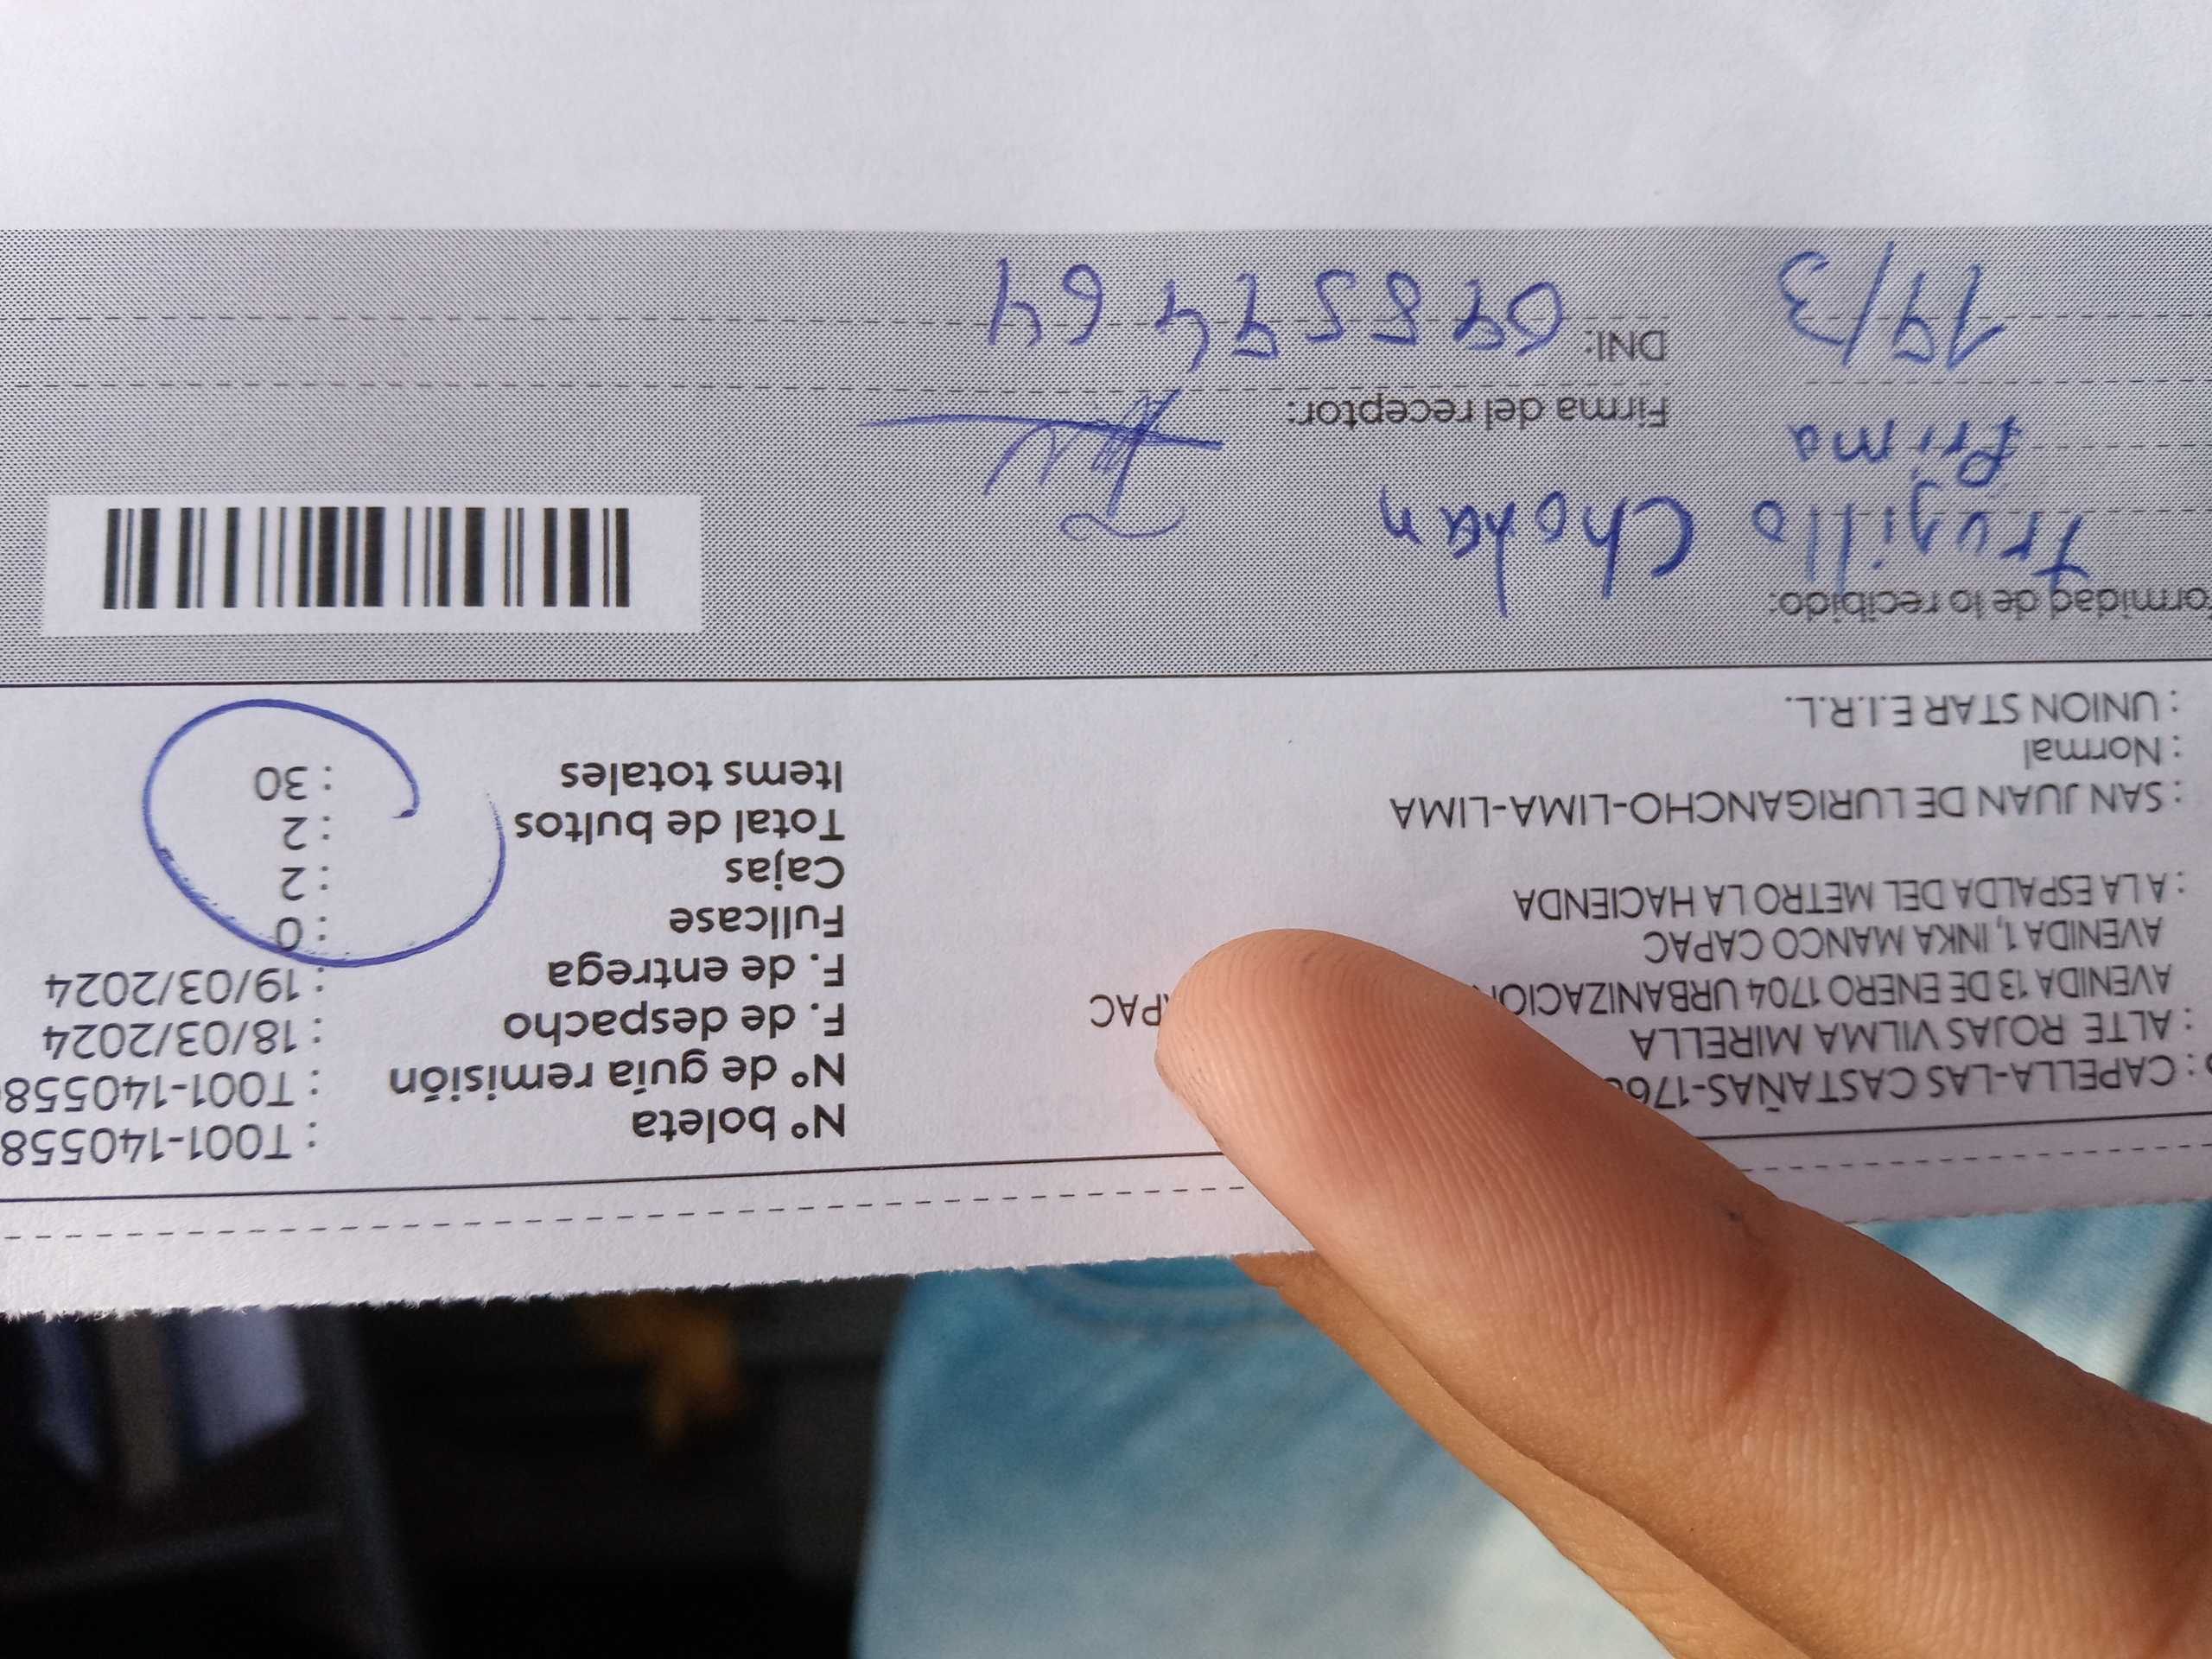 Nº boleta : T001-140558
Nº de guía remisión : T001-140558
F. de despacho : 18/03/2024
F. de entrega : 19/03/2024
Fullcase : 0
Cajas : 2
Total de bultos : 2
Items totales : 30
: CAPELLA-LAS CASTAÑAS-176
: ALTE ROJAS VILMA MIRELLA
AVENIDA 13 DE ENERO 1704 URBANIZACION PAC
AVENIDA 1, INKA MANCO CAPAC
: A LA ESPALDA DEL METRO LA HACIENDA
: SAN JUAN DE LURIGANCHO-LIMA-LIMA
: Normal
: UNION STAR E.I.R.L.
ormidad de lo recibido:
Trujillo
Prima
19/3
Firma del receptor:
DNI: